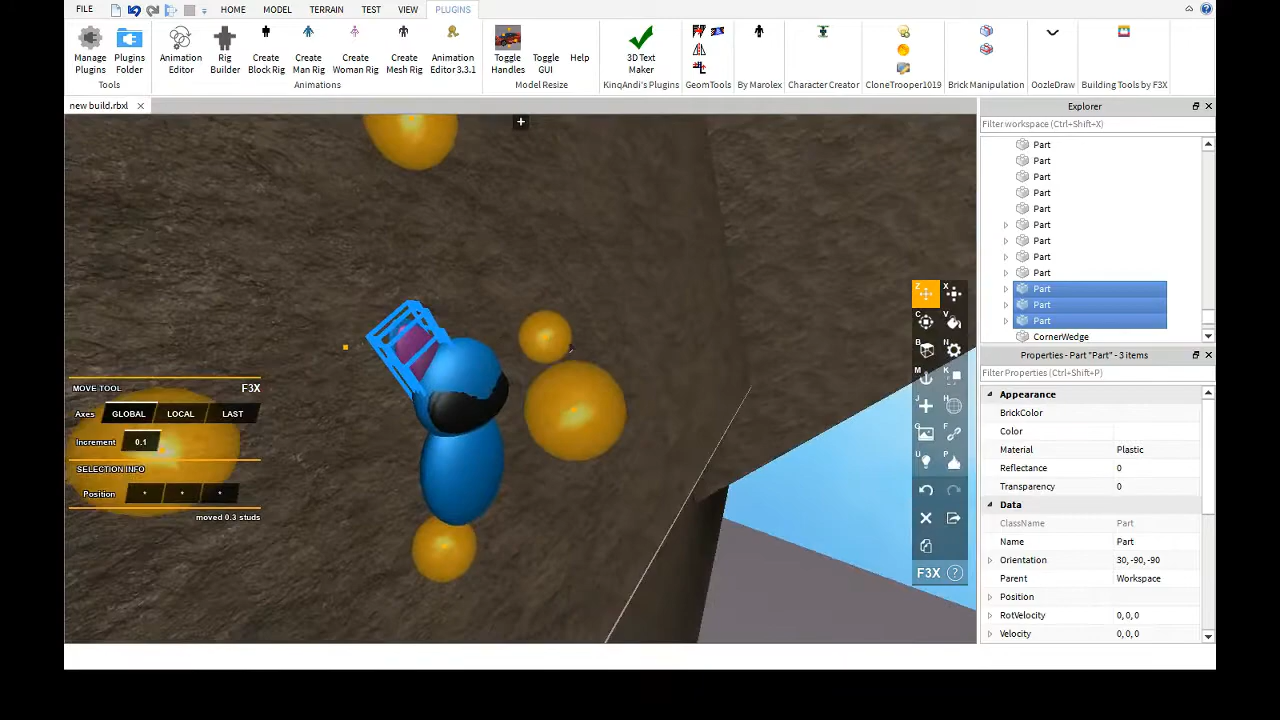 FILE HOME MODEL TERRAIN TEST VIEW PLUGINS
Manage Plugins
Plugins Folder
Animation Editor
Rig Builder
Create Block Rig
Create Man Rig
Create Woman Rig
Create Mesh Rig
Animation Editor 3.3.1
Toggle Handles
Toggle GUI
Help
3D Text Maker
Tools Animations Model Resize KinqAndi's Plugins GeomTools By Marolex Character Creator CloneTrooper1019 Brick Manipulation OozleDraw Building Tools by F3X
new build.rbxl
Explorer
Filter workspace (Ctrl+Shift+X)
Part
Part
Part
Part
Part
Part
Part
Part
Part
Part
Part
Part
CornerWedge
Properties - Part "Part" - 3 items
Filter Properties (Ctrl+Shift+P)
Appearance
BrickColor
Color
Material Plastic
Reflectance 0
Transparency 0
Data
ClassName Part
Name Part
Orientation 30, -90, -90
Parent Workspace
Position
RotVelocity 0, 0, 0
Velocity 0, 0, 0
MOVE TOOL F3X
Axes GLOBAL LOCAL LAST
Increment 0.1
SELECTION INFO
Position * * *
moved 0.3 studs
Z X
C V
B N
M K
J H
G F
U P
F3X ?